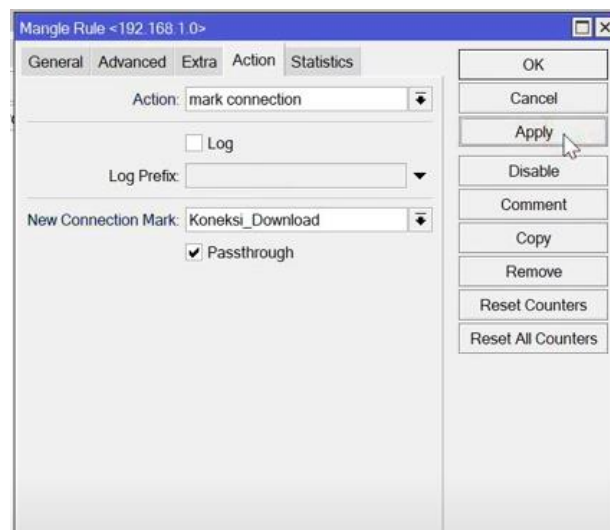 Mangle Rule <192.168.1.0>
General Advanced Extra Action Statistics
Action: mark connection
Log
Log Prefix:
New Connection Mark: Koneksi_Download
Passthrough
OK
Cancel
Apply
Disable
Comment
Copy
Remove
Reset Counters
Reset All Counters